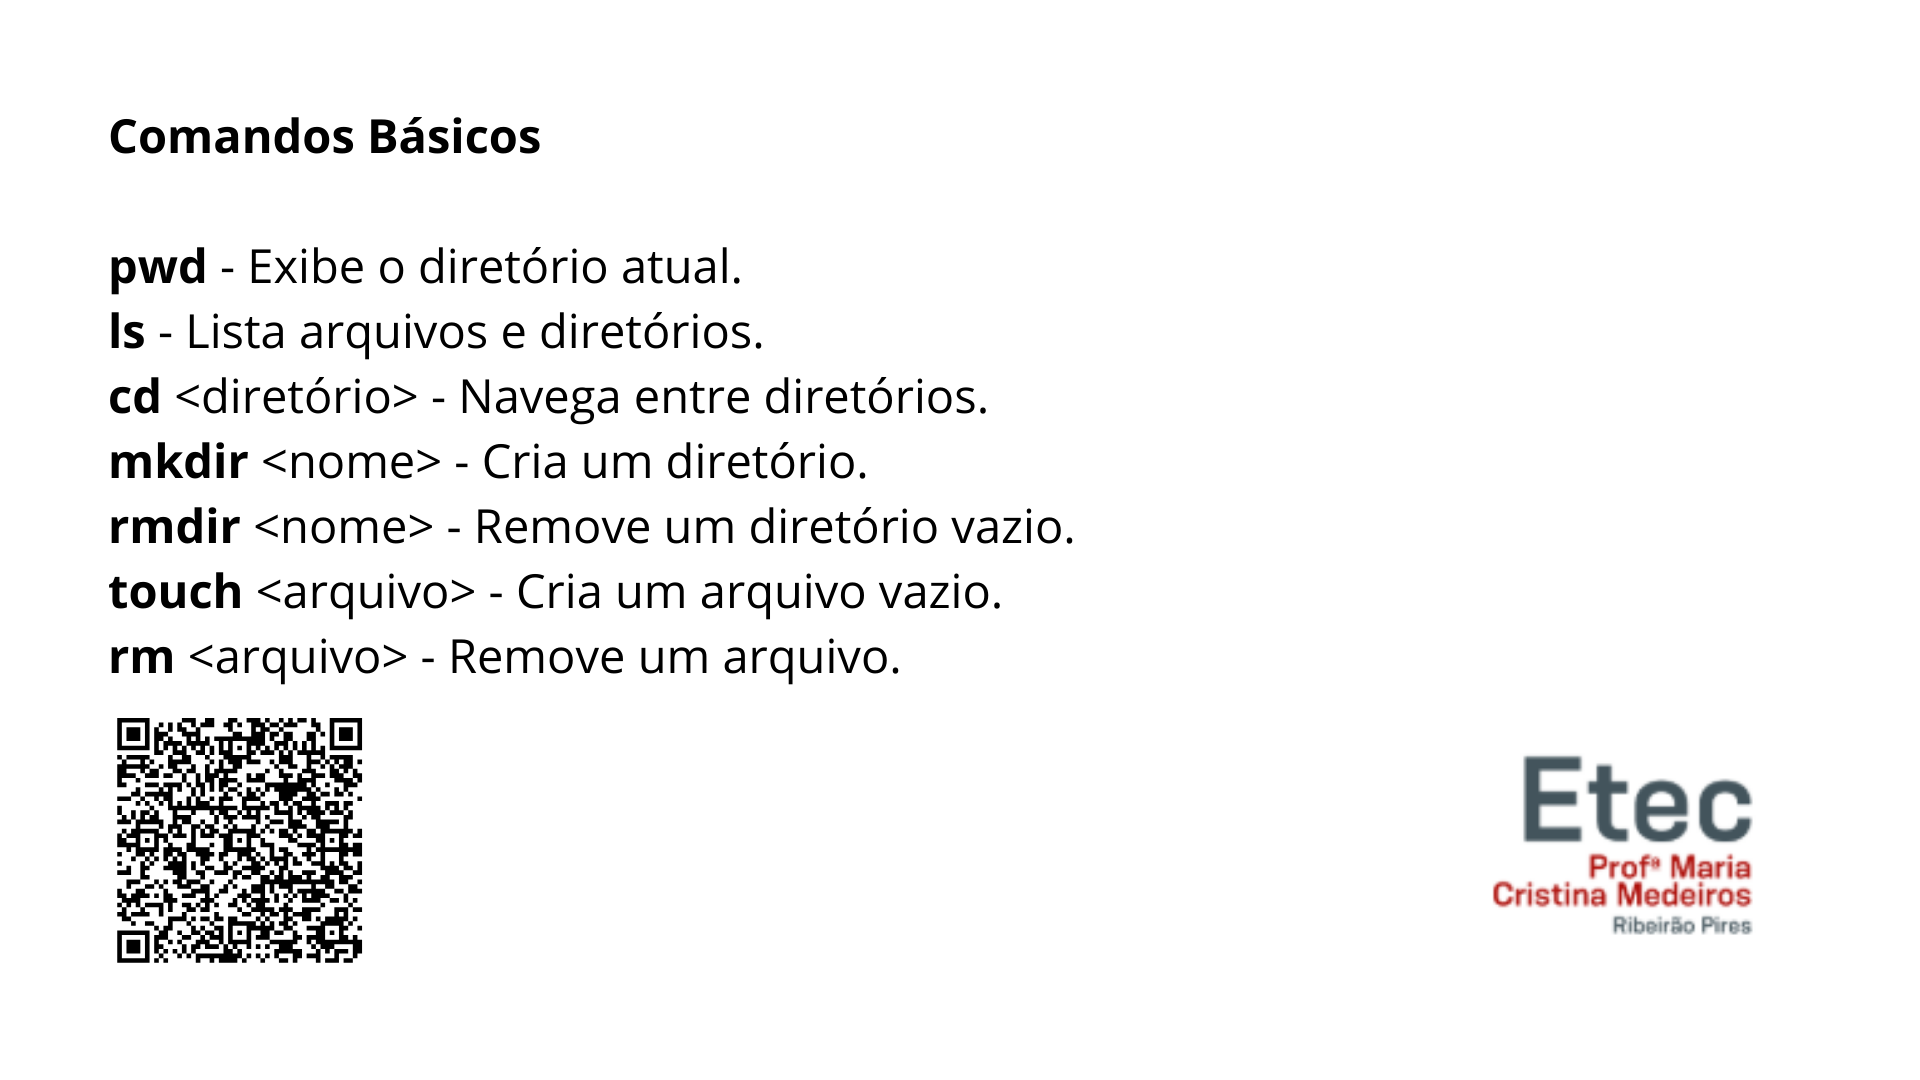 Comandos Básicos
pwd - Exibe o diretório atual.
ls - Lista arquivos e diretórios.
cd <diretório> - Navega entre diretórios.
mkdir <nome> - Cria um diretório.
rmdir <nome> - Remove um diretório vazio.
touch <arquivo> - Cria um arquivo vazio.
rm <arquivo> - Remove um arquivo.
Etec
Profª Maria
Cristina Medeiros
Ribeirão Pires